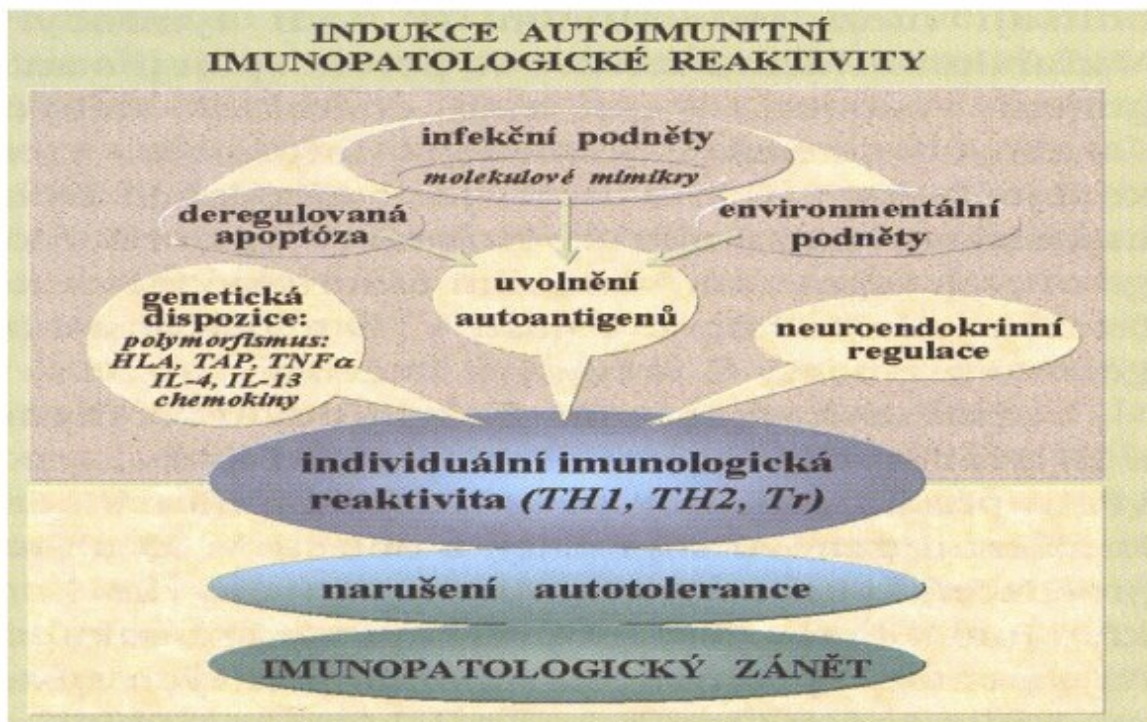 INDUKCE AUTOIMUNITNÍ
IMUNOPATOLOGICKÉ REAKTIVITY
infekční podněty
molekulové mimikry
deregulovaná
apoptóza
environmentální
podněty
uvolnění
autoantigenů
genetická
dispozice:
polymorfismus:
HLA, TAP, TNFα
IL-4, IL-13
chemokiny
neuroendokrinní
regulace
individuální imunologická
reaktivita (TH1, TH2, Tr)
narušení autotolerance
IMUNOPATOLOGICKÝ ZÁNĚT